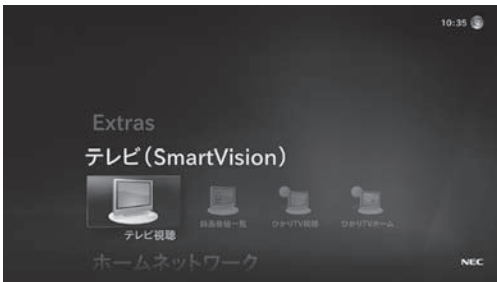 10:35
Extras
テレビ(SmartVision)
テレビ視聴
録画番組一覧
ひかりTV視聴
ひかりTVホーム
ホームネットワーク
NEC